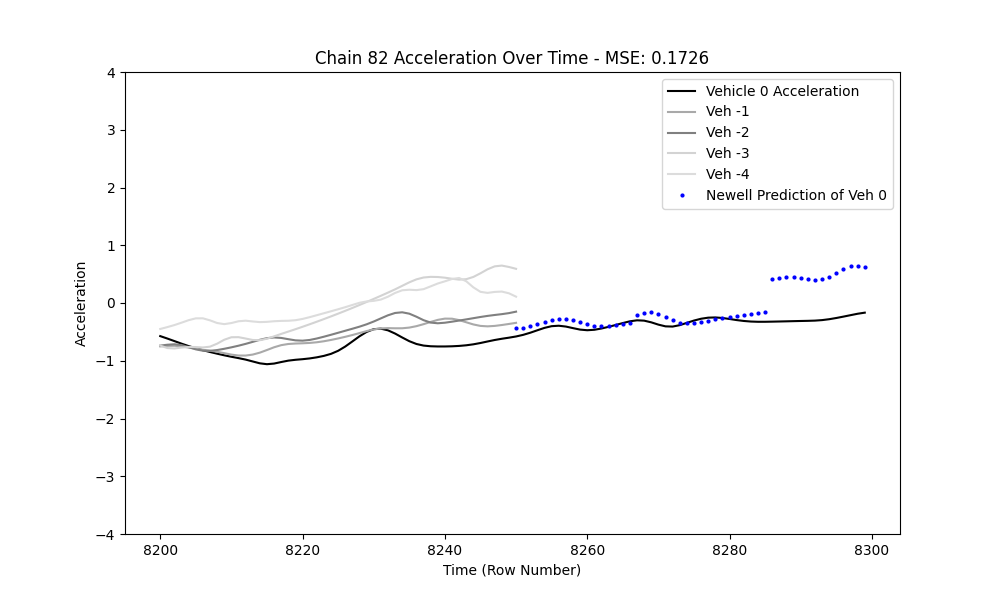 Chain 82 Acceleration Over Time - MSE: 0.1726
Acceleration
4
3
2
1
0
−1
−2
−3
−4
Vehicle 0 Acceleration
Veh -1
Veh -2
Veh -3
Veh -4
Newell Prediction of Veh 0
8200
8220
8240
8260
8280
8300
Time (Row Number)